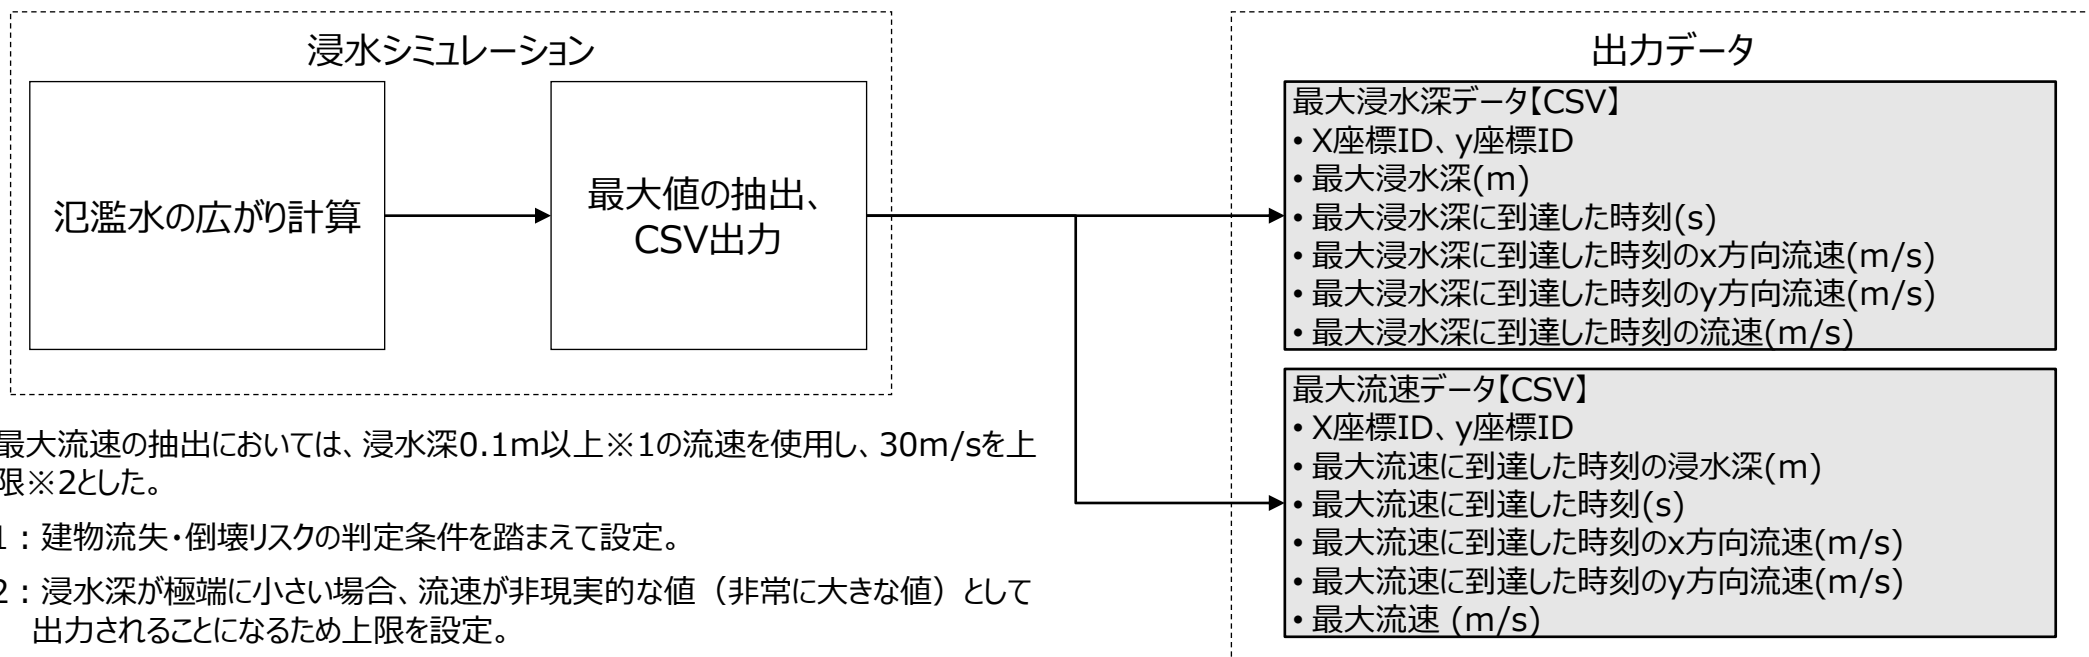 浸水シミュレーション
氾濫水の広がり計算
最大値の抽出、
CSV出力
最大流速の抽出においては、浸水深0.1m以上※1の流速を使用し、30m/sを上
限※2とした。
1：建物流失・倒壊リスクの判定条件を踏まえて設定。
2：浸水深が極端に小さい場合、流速が非現実的な値（非常に大きな値）として
出力されることになるため上限を設定。
出力データ
最大浸水深データ【CSV】
• X座標ID、y座標ID
• 最大浸水深(m)
• 最大浸水深に到達した時刻(s)
• 最大浸水深に到達した時刻のx方向流速(m/s)
• 最大浸水深に到達した時刻のy方向流速(m/s)
• 最大浸水深に到達した時刻の流速(m/s)
最大流速データ【CSV】
• X座標ID、y座標ID
• 最大流速に到達した時刻の浸水深(m)
• 最大流速に到達した時刻(s)
• 最大流速に到達した時刻のx方向流速(m/s)
• 最大流速に到達した時刻のy方向流速(m/s)
• 最大流速 (m/s)